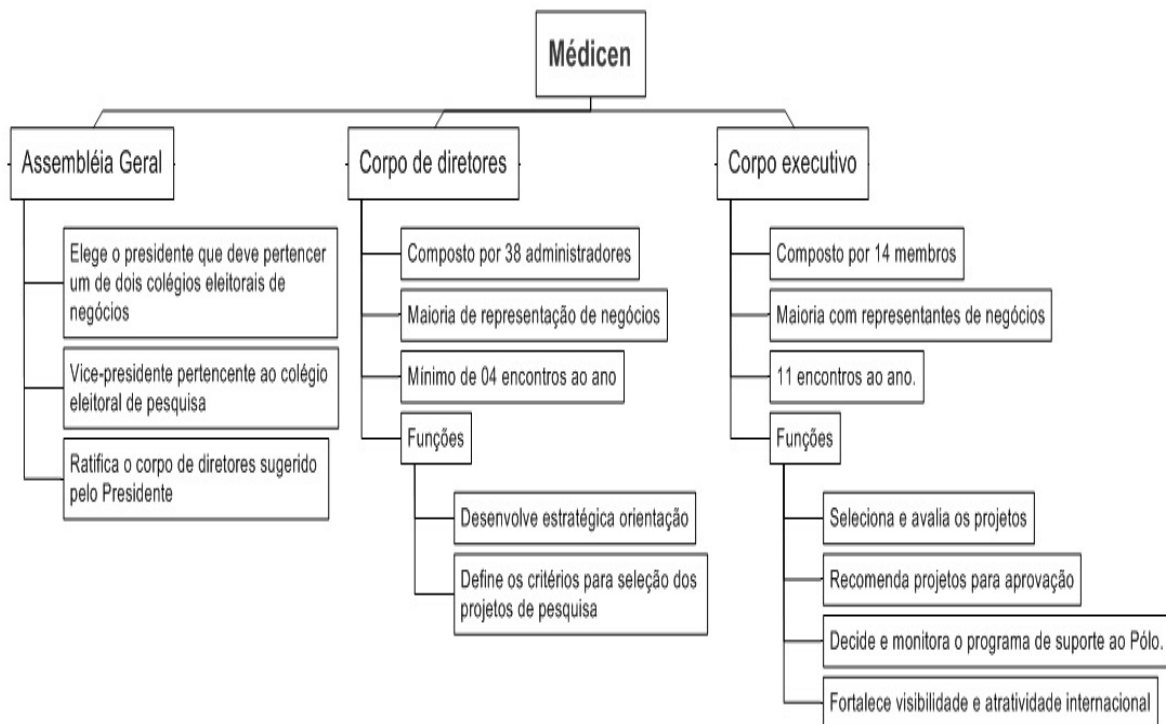 Médicen
Assembléia Geral
Elege o presidente que deve pertencer
um de dois colégios eleitorais de
negócios
Vice-presidente pertencente ao colégio
eleitoral de pesquisa
Ratifica o corpo de diretores sugerido
pelo Presidente
Corpo de diretores
Composto por 38 administradores
Maioria de representação de negócios
Mínimo de 04 encontros ao ano
Funções
Desenvolve estratégica orientação
Define os critérios para seleção dos
projetos de pesquisa
Corpo executivo
Composto por 14 membros
Maioria com representantes de negócios
11 encontros ao ano.
Funções
Seleciona e avalia os projetos
Recomenda projetos para aprovação
Decide e monitora o programa de suporte ao Pólo.
Fortalece visibilidade e atratividade internacional